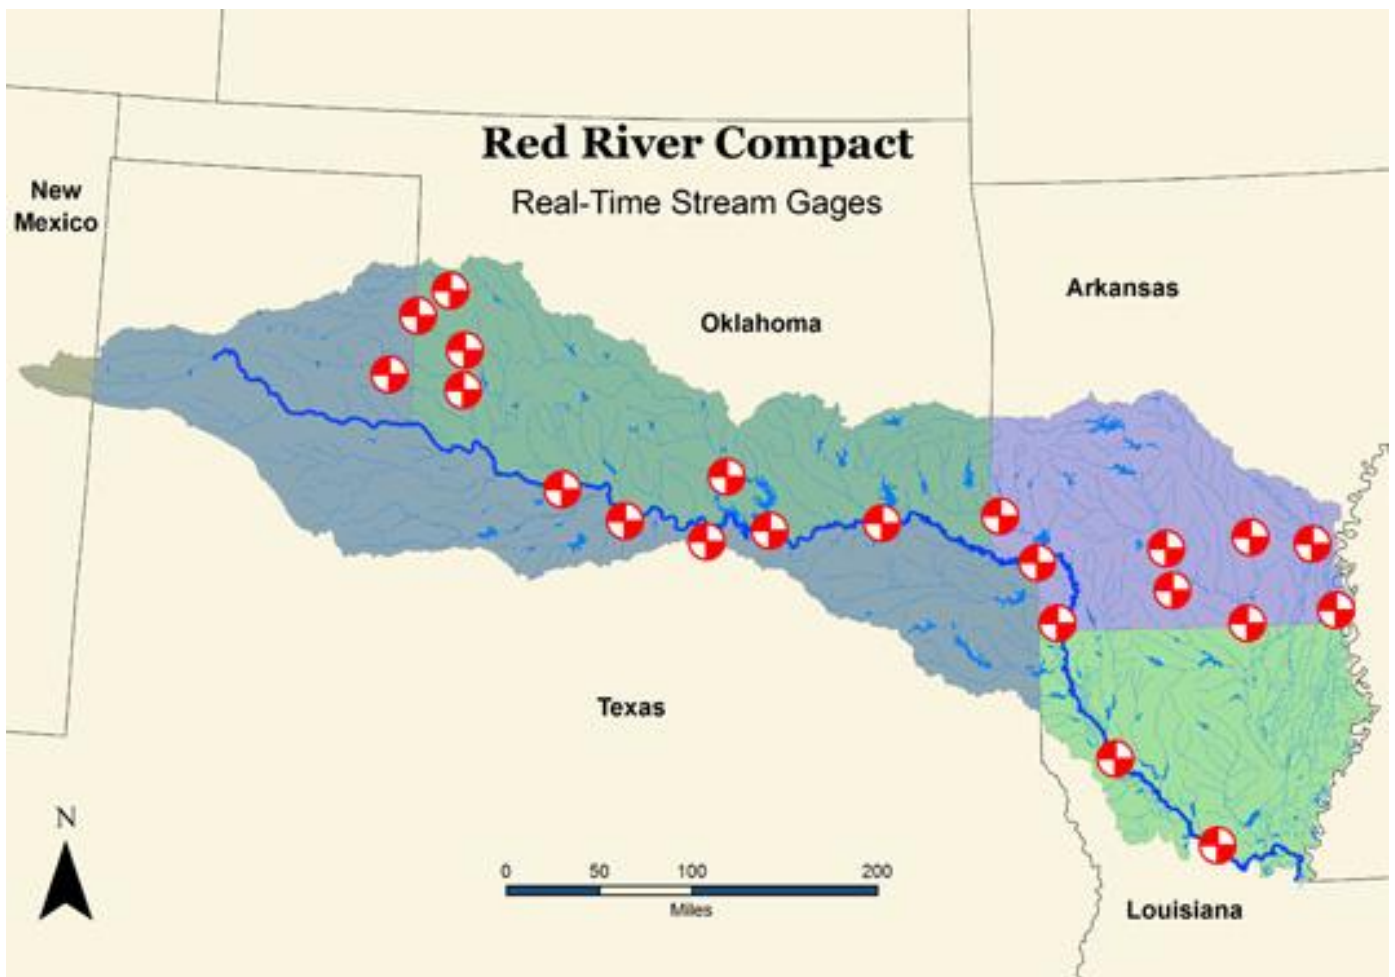 Red River Compact
Real-Time Stream Gages
New
Mexico
Arkansas
Oklahoma
Texas
N
0 50 100 200
Miles
Louisiana